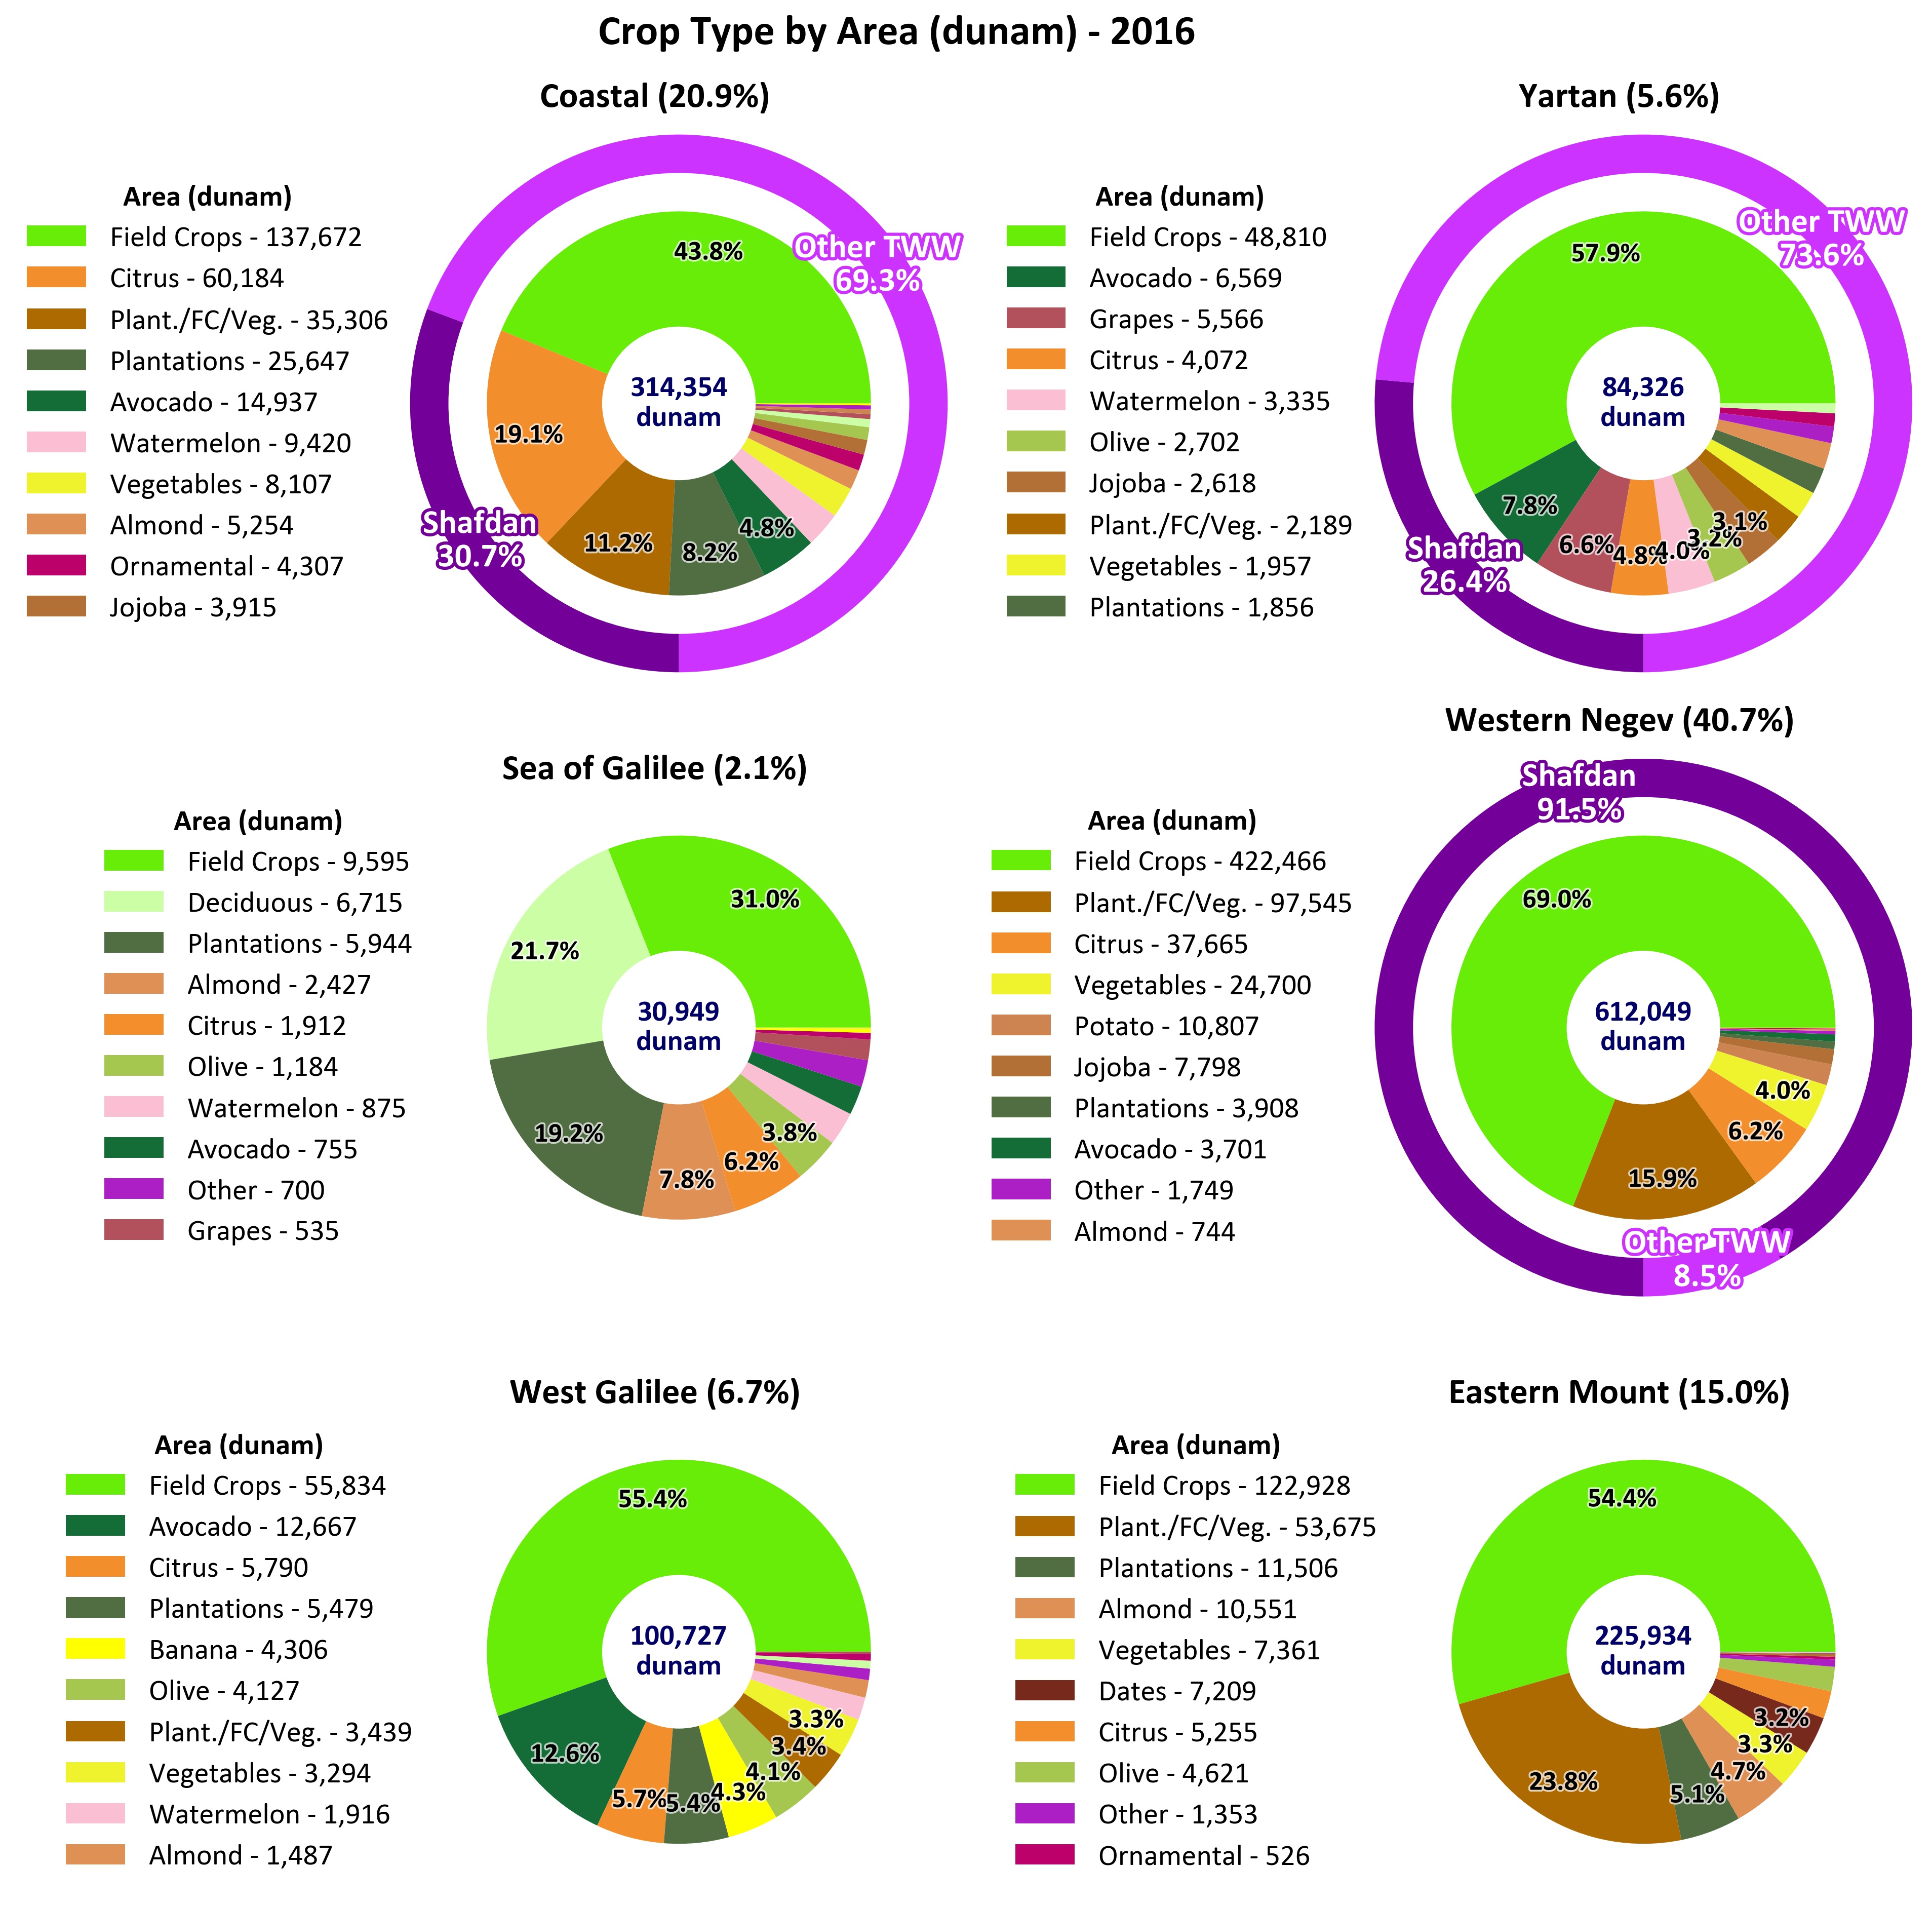 Crop Type by Area (dunam) - 2016
Coastal (20.9%)
Area (dunam)
Field Crops - 137,672
Citrus - 60,184
Plant./FC/Veg. - 35,306
Plantations - 25,647
Avocado - 14,937
Watermelon - 9,420
Vegetables - 8,107
Almond - 5,254
Ornamental - 4,307
Jojoba - 3,915
43.8%
19.1%
11.2%
8.2%
4.8%
314,354
dunam
Other TWW
69.3%
Shafdan
30.7%
Yartan (5.6%)
Area (dunam)
Field Crops - 48,810
Avocado - 6,569
Grapes - 5,566
Citrus - 4,072
Watermelon - 3,335
Olive - 2,702
Jojoba - 2,618
Plant./FC/Veg. - 2,189
Vegetables - 1,957
Plantations - 1,856
57.9%
7.8%
6.6%
4.8%
4.0%
3.2%
3.1%
84,326
dunam
Other TWW
73.6%
Shafdan
26.4%
Sea of Galilee (2.1%)
Area (dunam)
Field Crops - 9,595
Deciduous - 6,715
Plantations - 5,944
Almond - 2,427
Citrus - 1,912
Olive - 1,184
Watermelon - 875
Avocado - 755
Other - 700
Grapes - 535
31.0%
21.7%
19.2%
7.8%
6.2%
3.8%
30,949
dunam
Western Negev (40.7%)
Area (dunam)
Field Crops - 422,466
Plant./FC/Veg. - 97,545
Citrus - 37,665
Vegetables - 24,700
Potato - 10,807
Jojoba - 7,798
Plantations - 3,908
Avocado - 3,701
Other - 1,749
Almond - 744
Shafdan
91.5%
69.0%
15.9%
6.2%
4.0%
612,049
dunam
Other TWW
8.5%
West Galilee (6.7%)
Area (dunam)
Field Crops - 55,834
Avocado - 12,667
Citrus - 5,790
Plantations - 5,479
Banana - 4,306
Olive - 4,127
Plant./FC/Veg. - 3,439
Vegetables - 3,294
Watermelon - 1,916
Almond - 1,487
55.4%
12.6%
5.7%
5.4%
4.3%
4.1%
3.4%
3.3%
100,727
dunam
Eastern Mount (15.0%)
Area (dunam)
Field Crops - 122,928
Plant./FC/Veg. - 53,675
Plantations - 11,506
Almond - 10,551
Vegetables - 7,361
Dates - 7,209
Citrus - 5,255
Olive - 4,621
Other - 1,353
Ornamental - 526
54.4%
23.8%
5.1%
4.7%
3.3%
3.2%
225,934
dunam